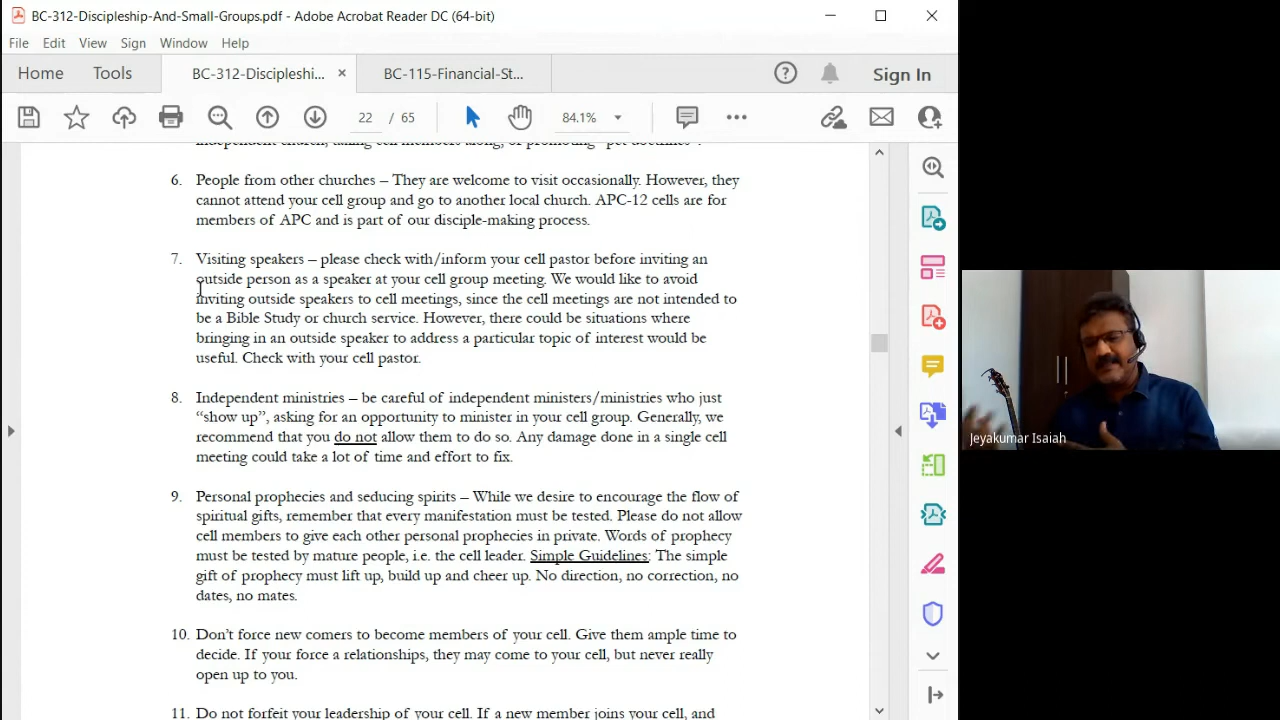 BC-312-Discipleship-And-Small-Groups.pdf - Adobe Acrobat Reader DC (64-bit)
File Edit View Sign Window Help
Home Tools BC-312-Discipleshi... × BC-115-Financial-St... Sign In
22 / 65 84.1%
independent church, taking cell members along, or promoting "pet doctrines".
6. People from other churches – They are welcome to visit occasionally. However, they
cannot attend your cell group and go to another local church. APC-12 cells are for
members of APC and is part of our disciple-making process.
7. Visiting speakers – please check with/inform your cell pastor before inviting an
outside person as a speaker at your cell group meeting. We would like to avoid
inviting outside speakers to cell meetings, since the cell meetings are not intended to
be a Bible Study or church service. However, there could be situations where
bringing in an outside speaker to address a particular topic of interest would be
useful. Check with your cell pastor.
8. Independent ministries – be careful of independent ministers/ministries who just
“show up”, asking for an opportunity to minister in your cell group. Generally, we
recommend that you do not allow them to do so. Any damage done in a single cell
meeting could take a lot of time and effort to fix.
9. Personal prophecies and seducing spirits – While we desire to encourage the flow of
spiritual gifts, remember that every manifestation must be tested. Please do not allow
cell members to give each other personal prophecies in private. Words of prophecy
must be tested by mature people, i.e. the cell leader. Simple Guidelines: The simple
gift of prophecy must lift up, build up and cheer up. No direction, no correction, no
dates, no mates.
10. Don’t force new comers to become members of your cell. Give them ample time to
decide. If your force a relationships, they may come to your cell, but never really
open up to you.
11. Do not forfeit your leadership of your cell. If a new member joins your cell, and
Jeyakumar Isaiah